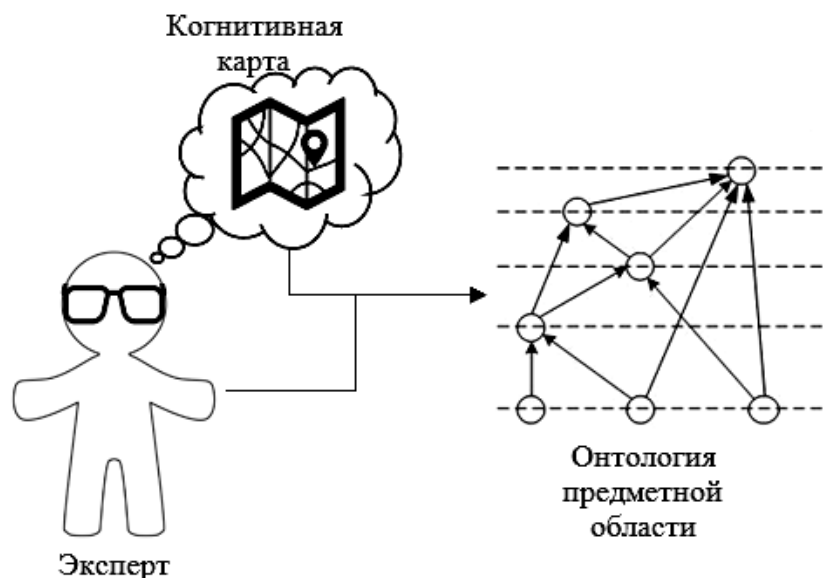 Когнитивная
карта
Онтология
предметной
области
Эксперт